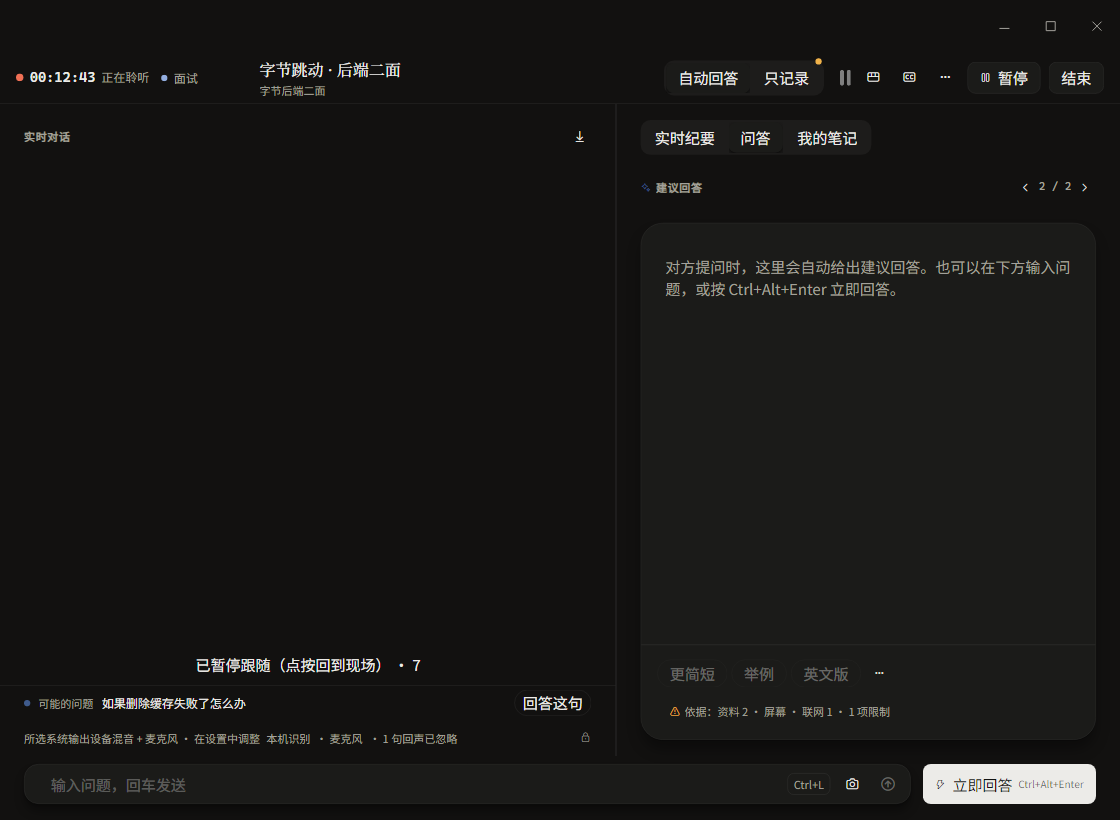 00:12:43 正在聆听 面试
字节跳动 · 后端二面
字节后端二面
自动回答 只记录
CC
暂停 结束
实时对话
实时纪要 问答 我的笔记
建议回答
2 / 2
对方提问时，这里会自动给出建议回答。也可以在下方输入问
题，或按 Ctrl+Alt+Enter 立即回答。
已暂停跟随（点按回到现场） · 7
可能的问题 如果删除缓存失败了怎么办 回答这句
所选系统输出设备混音 + 麦克风 · 在设置中调整 本机识别 · 麦克风 · 1 句回声已忽略
更简短 举例 英文版
依据：资料 2 · 屏幕 · 联网 1 · 1 项限制
输入问题，回车发送 Ctrl+L
立即回答 Ctrl+Alt+Enter